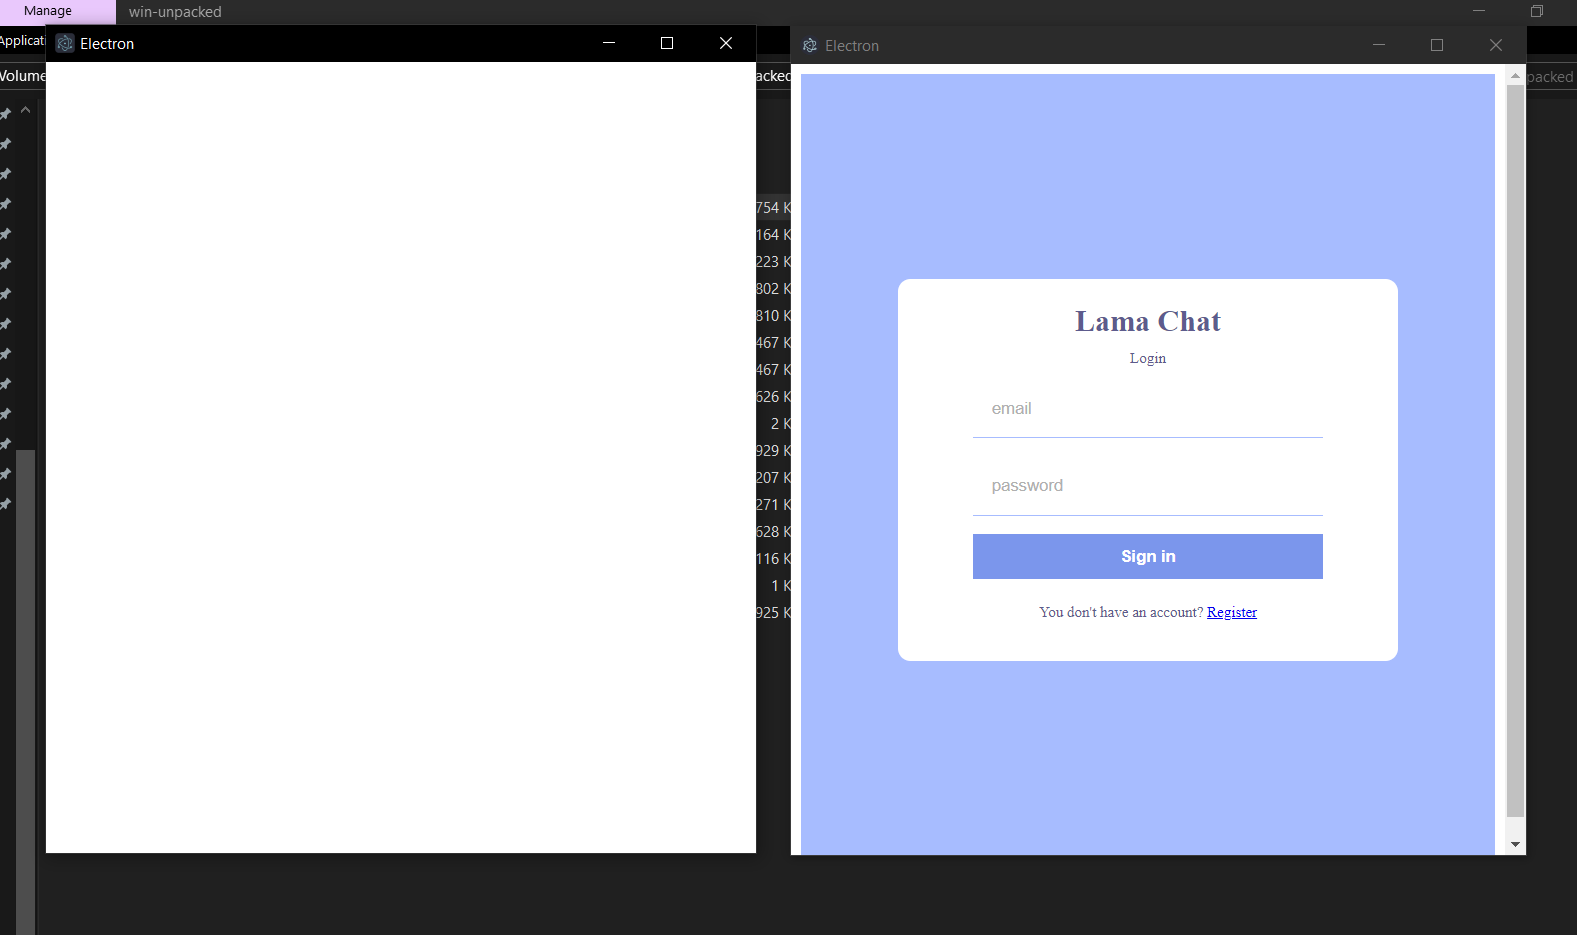 Manage
win-unpacked
Applicati
Electron
Electron
Volume
acked
packed
754 K
164 K
223 K
802 K
810 K
467 K
467 K
626 K
2 K
929 K
207 K
271 K
628 K
116 K
1 K
925 K
Lama Chat
Login
email
password
Sign in
You don't have an account? Register